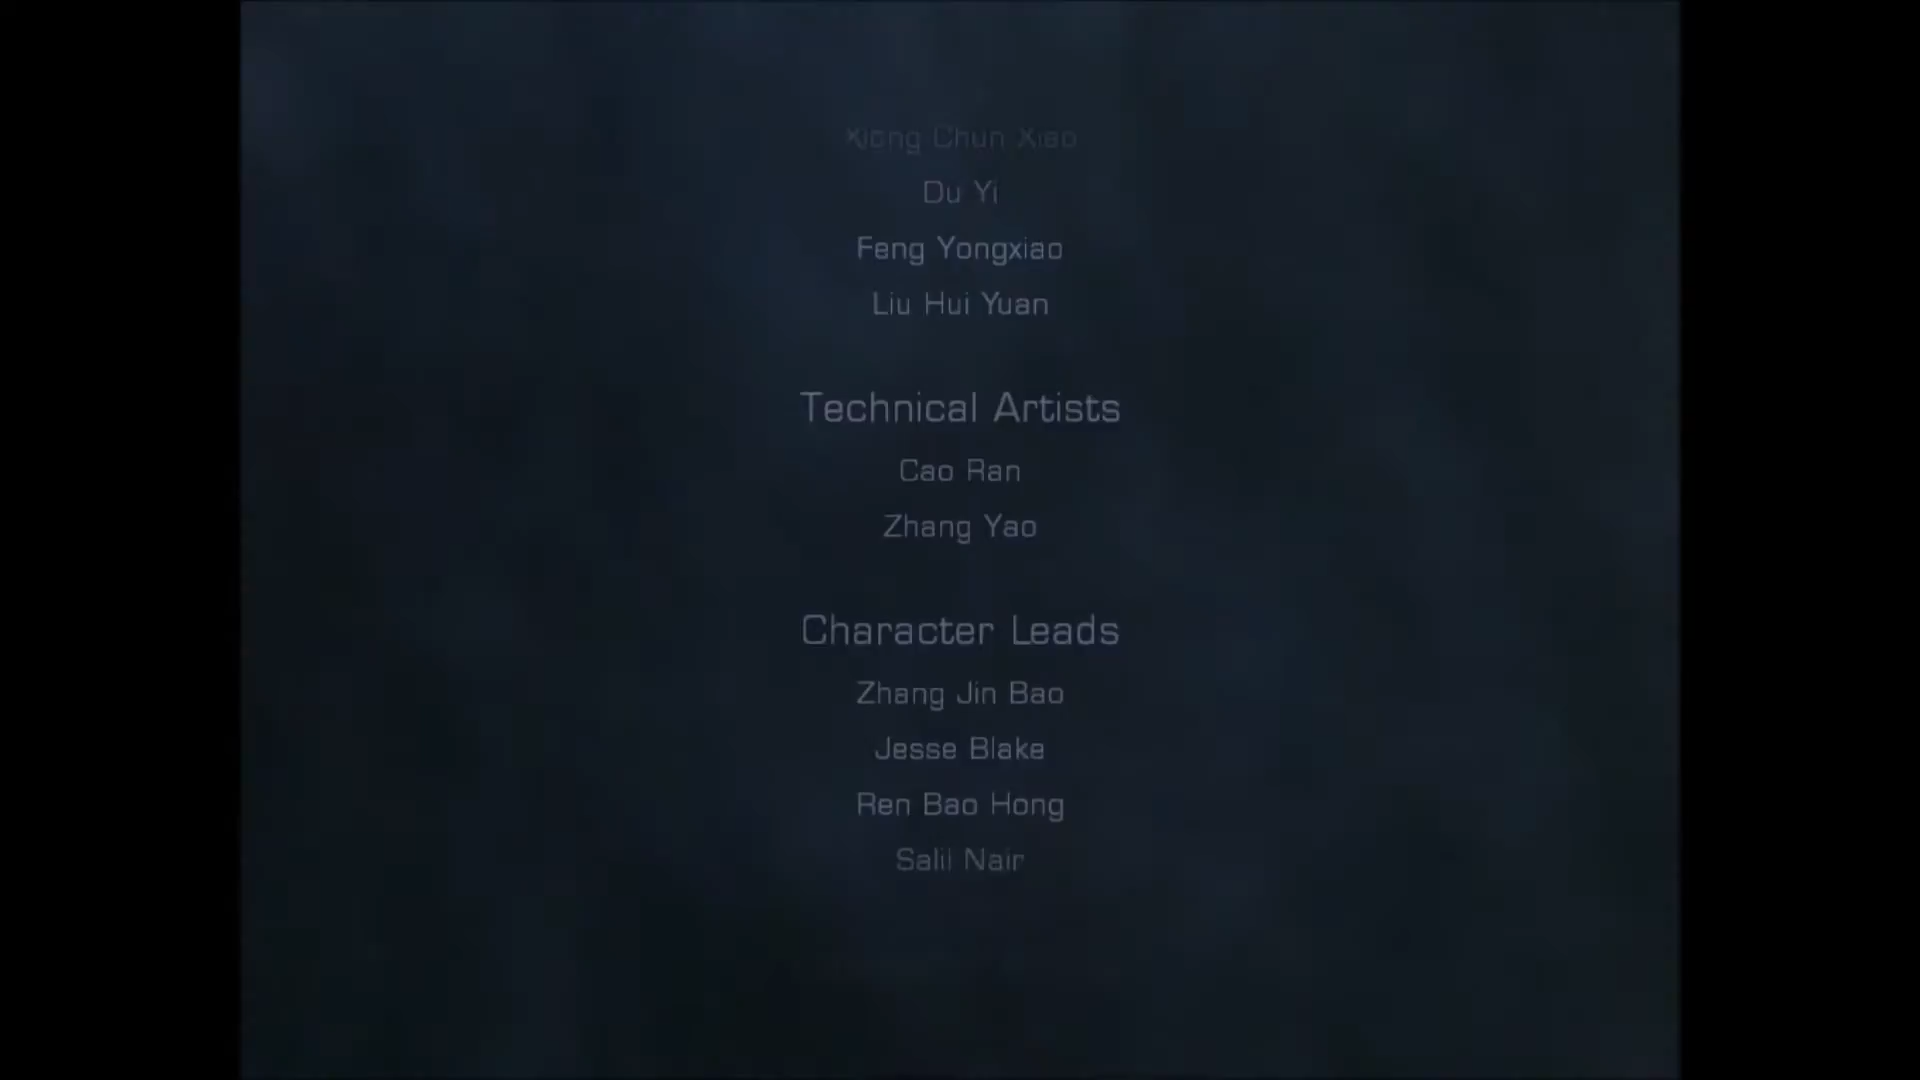 Xiong Chun Xiao
Du Yi
Feng Yongxiao
Liu Hui Yuan
Technical Artists
Cao Ran
Zhang Yao
Character Leads
Zhang Jin Bao
Jesse Blake
Ren Bao Hong
Salil Nair